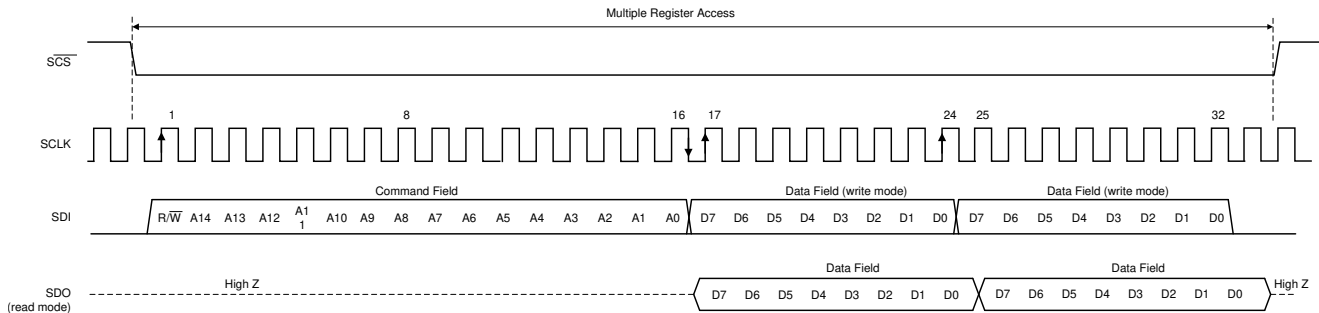 Multiple Register Access
SCS
1 8 16 17 24 25 32
SCLK
Command Field Data Field (write mode) Data Field (write mode)
SDI R/W A14 A13 A12 A1 A10 A9 A8 A7 A6 A5 A4 A3 A2 A1 A0 D7 D6 D5 D4 D3 D2 D1 D0 D7 D6 D5 D4 D3 D2 D1 D0
1
Data Field Data Field
High Z High Z
SDO D7 D6 D5 D4 D3 D2 D1 D0 D7 D6 D5 D4 D3 D2 D1 D0
(read mode)